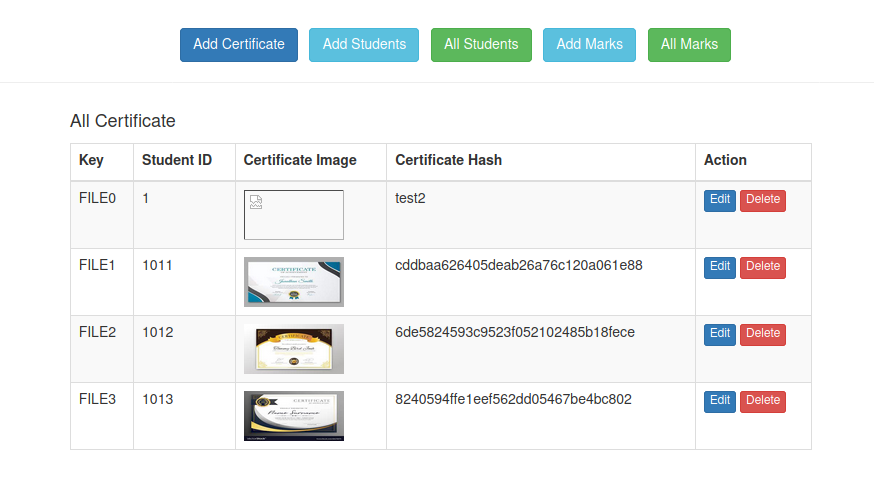 Add Certificate Add Students All Students Add Marks All Marks
All Certificate
Key Student ID Certificate Image Certificate Hash Action
FILE0 1 test2 Edit Delete
FILE1 1011 CERTIFICATE cddbaa626405deab26a76c120a061e88 Edit Delete
FILE2 1012 6de5824593c9523f052102485b18fece Edit Delete
FILE3 1013 CERTIFICATE Name Surname 8240594ffe1eef562dd05467be4bc802 Edit Delete